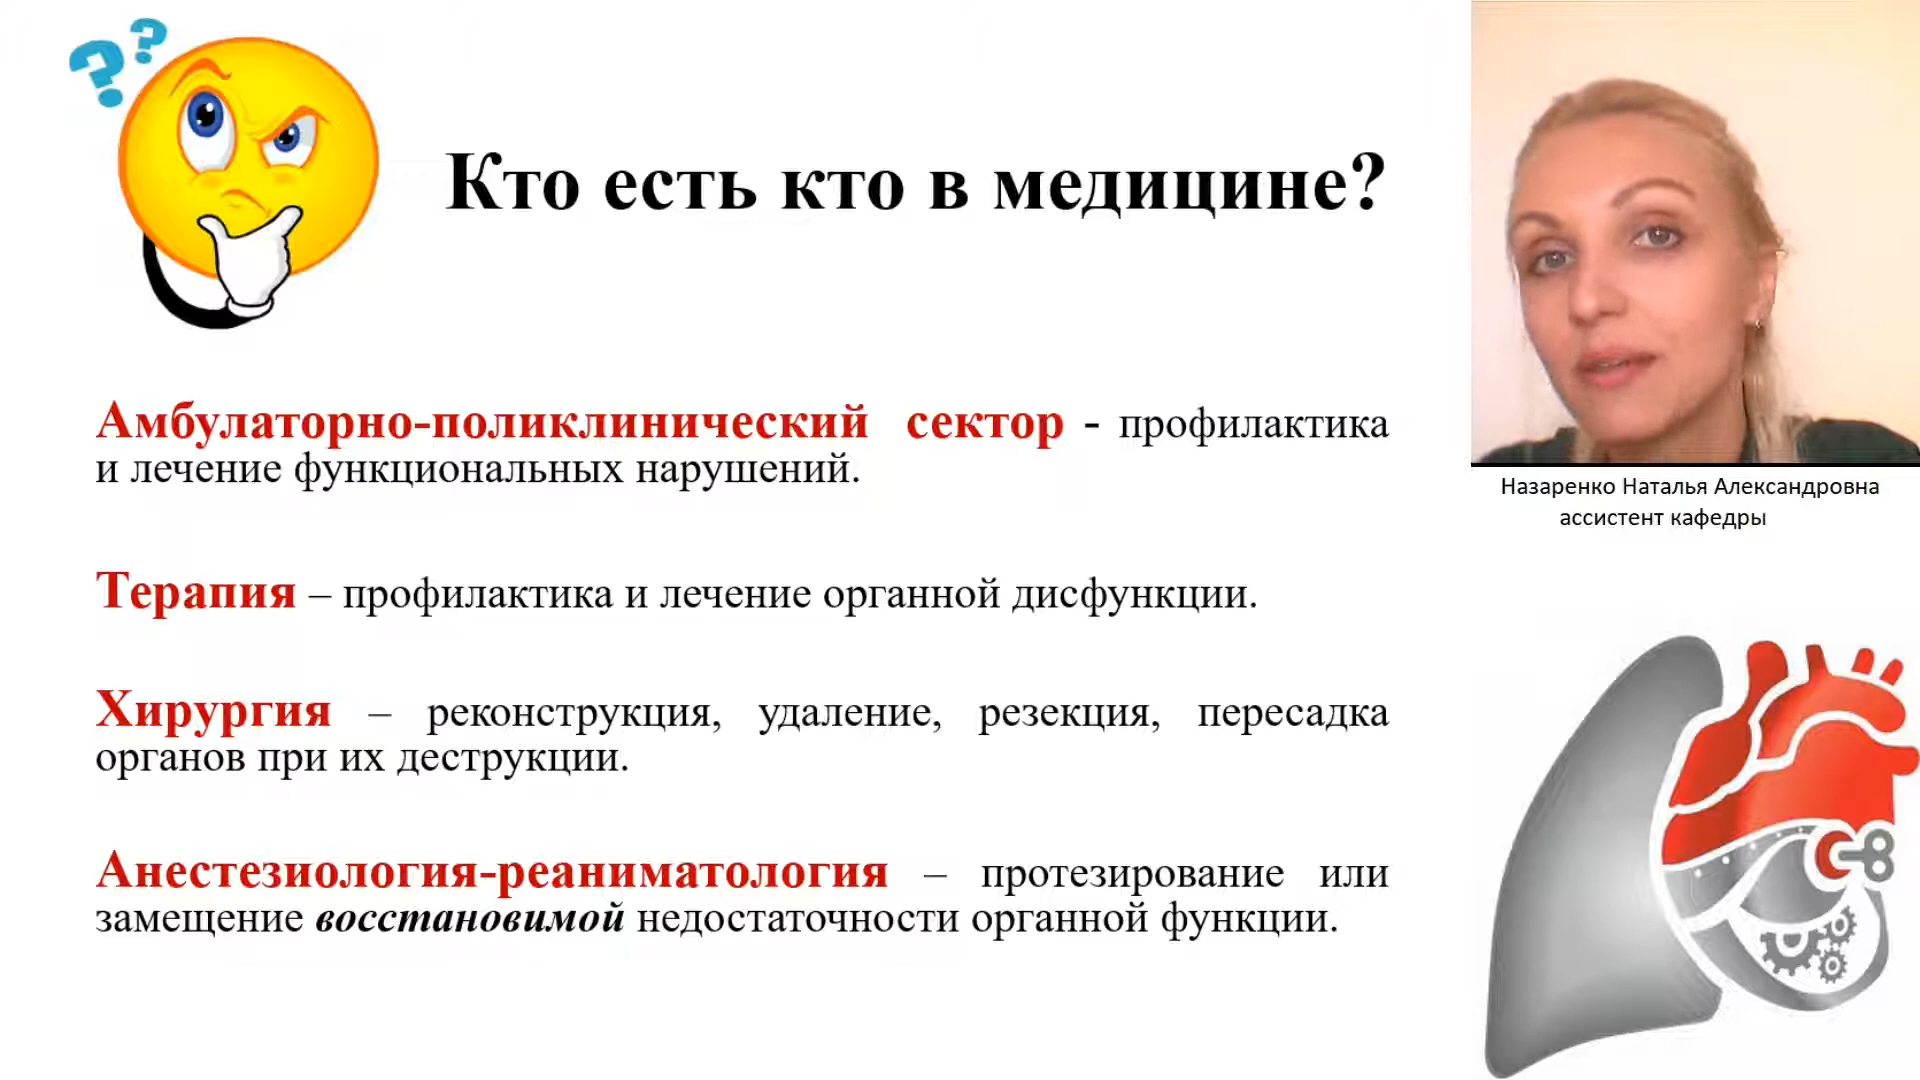 ? ?
Кто есть кто в медицине?
Амбулаторно-поликлинический сектор - профилактика
и лечение функциональных нарушений.
Терапия – профилактика и лечение органной дисфункции.
Хирургия – реконструкция, удаление, резекция, пересадка
органов при их деструкции.
Анестезиология-реаниматология – протезирование или
замещение восстановимой недостаточности органной функции.
Назаренко Наталья Александровна
ассистент кафедры